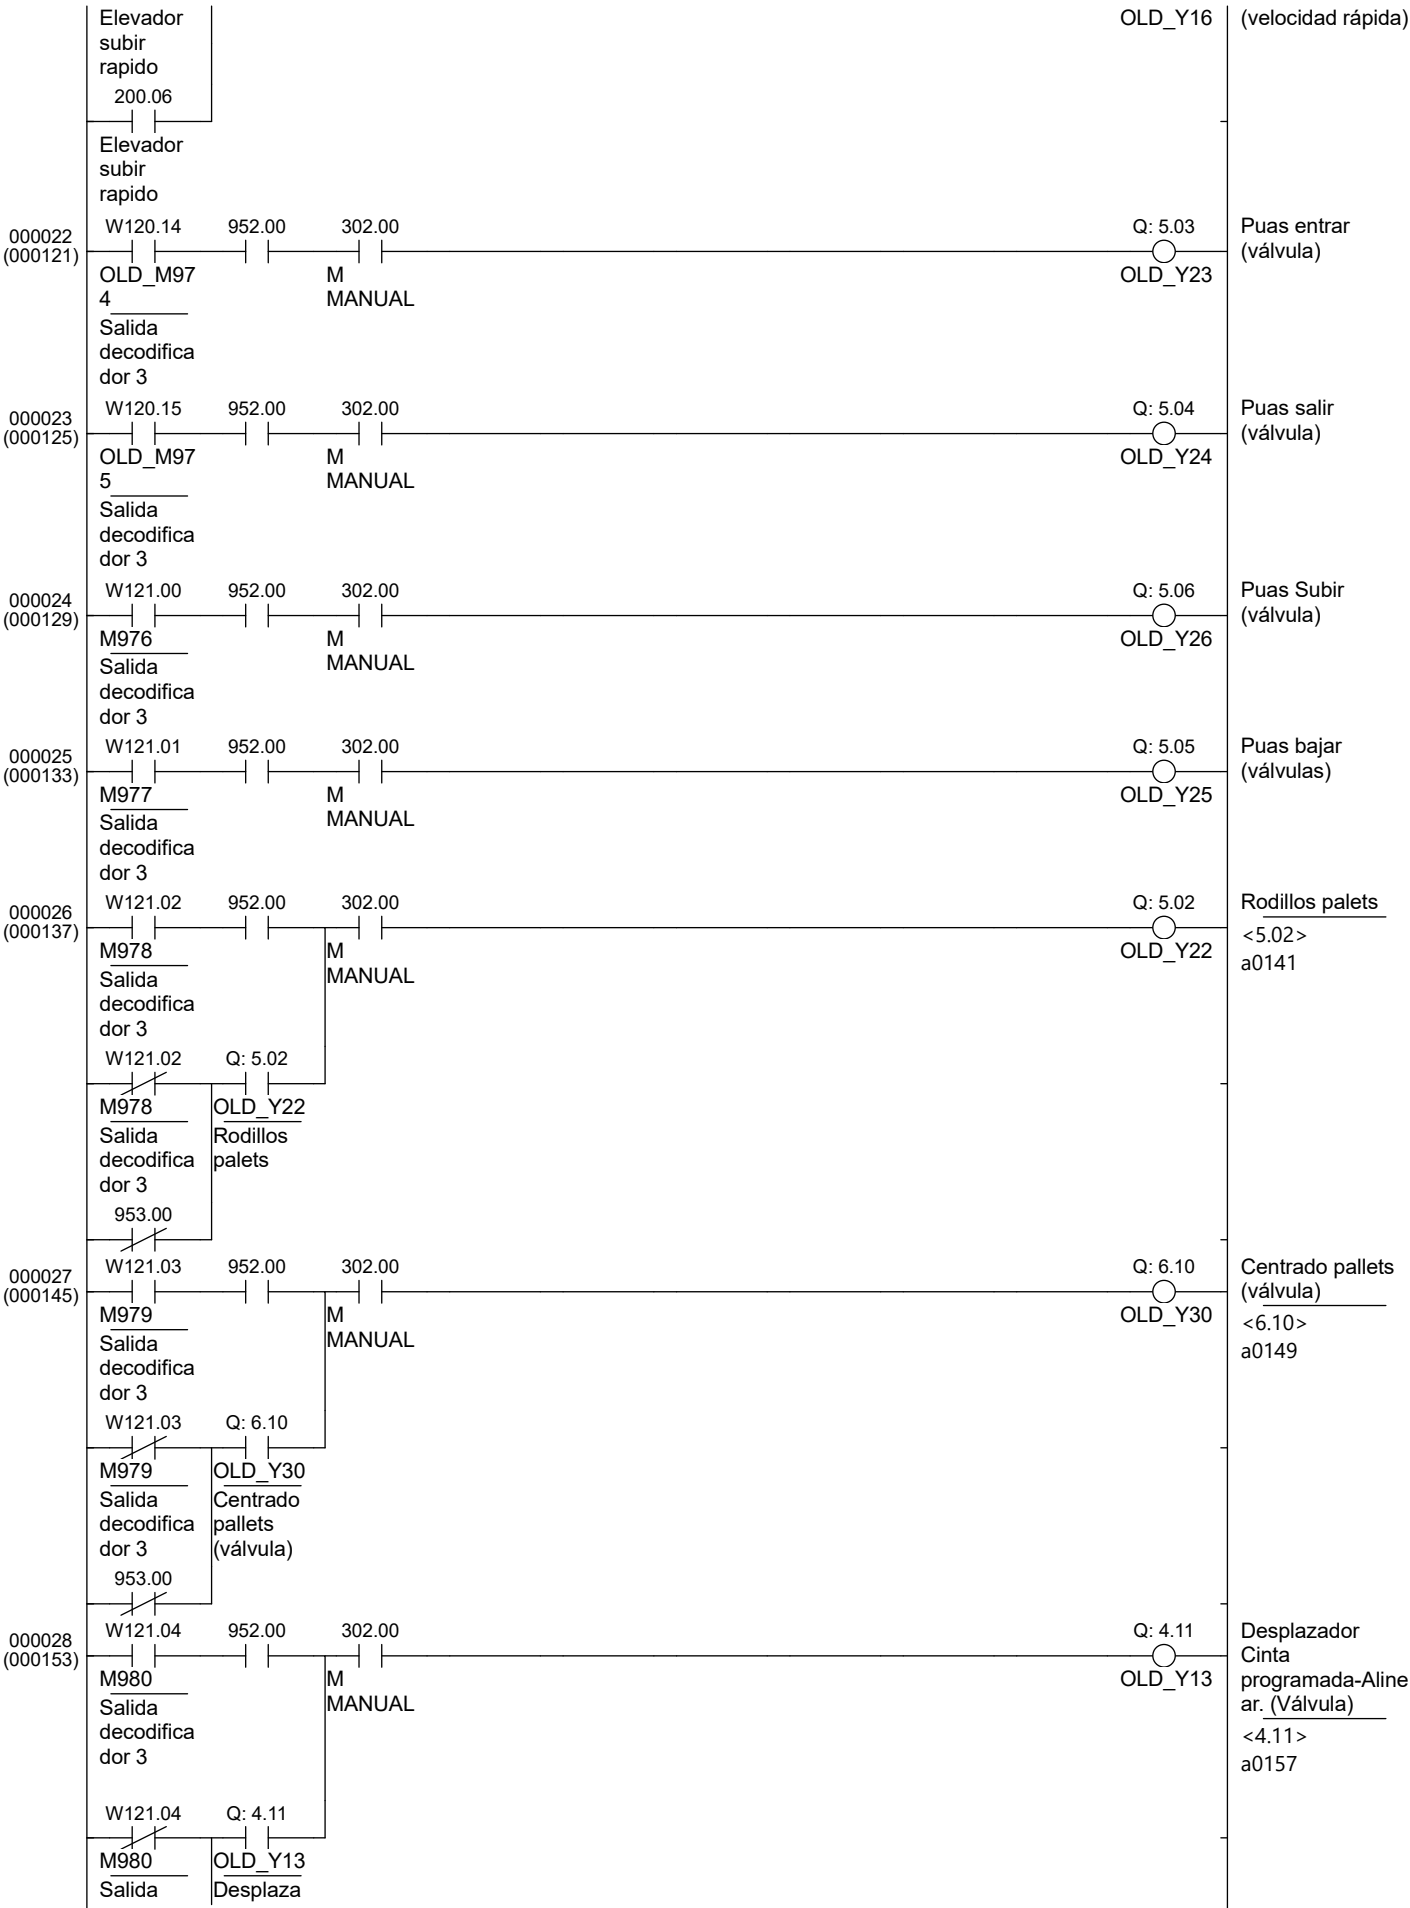 Elevador
subir
rapido
OLD_Y16
(velocidad rápida)
200.06
Elevador
subir
rapido
000022
(000121)
W120.14
952.00
302.00
Q: 5.03
Puas entrar
(válvula)
OLD_M97
4
M
MANUAL
OLD_Y23
Salida
decodifica
dor 3
000023
(000125)
W120.15
952.00
302.00
Q: 5.04
Puas salir
(válvula)
OLD_M97
5
M
MANUAL
OLD_Y24
Salida
decodifica
dor 3
000024
(000129)
W121.00
952.00
302.00
Q: 5.06
Puas Subir
(válvula)
M976
M
MANUAL
OLD_Y26
Salida
decodifica
dor 3
000025
(000133)
W121.01
952.00
302.00
Q: 5.05
Puas bajar
(válvulas)
M977
M
MANUAL
OLD_Y25
Salida
decodifica
dor 3
000026
(000137)
W121.02
952.00
302.00
Q: 5.02
Rodillos palets
<5.02>
a0141
M978
M
MANUAL
OLD_Y22
Salida
decodifica
dor 3
W121.02
Q: 5.02
M978
OLD_Y22
Salida
decodifica
dor 3
Rodillos
palets
953.00
000027
(000145)
W121.03
952.00
302.00
Q: 6.10
Centrado pallets
(válvula)
<6.10>
a0149
M979
M
MANUAL
OLD_Y30
Salida
decodifica
dor 3
W121.03
Q: 6.10
M979
OLD_Y30
Salida
decodifica
dor 3
Centrado
pallets
(válvula)
953.00
000028
(000153)
W121.04
952.00
302.00
Q: 4.11
Desplazador
Cinta
programada-Aline
ar. (Válvula)
<4.11>
a0157
M980
M
MANUAL
OLD_Y13
Salida
decodifica
dor 3
W121.04
Q: 4.11
M980
OLD_Y13
Salida
Desplaza